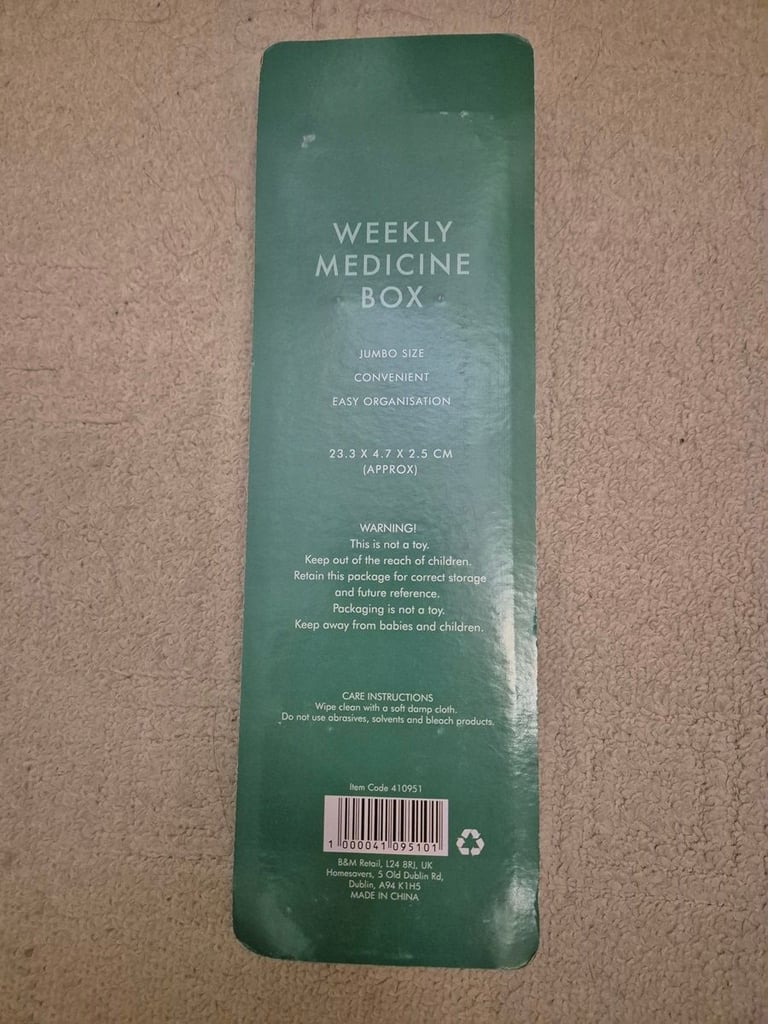 WEEKLY
MEDICINE
BOX
JUMBO SIZE
CONVENIENT
EASY ORGANISATION
23.3 X 4.7 X 2.5 CM
(APPROX)
WARNING!
This is not a toy.
Keep out of the reach of children.
Retain this package for correct storage
and future reference.
Packaging is not a toy.
Keep away from babies and children.
CARE INSTRUCTIONS
Wipe clean with a soft damp cloth.
Do not use abrasives, solvents and bleach products.
Item Code 410951
1 000041 095101
B&M Retail, L24 8RJ, UK
Homesavers, 5 Old Dublin Rd,
Dublin, A94 K1H5
MADE IN CHINA